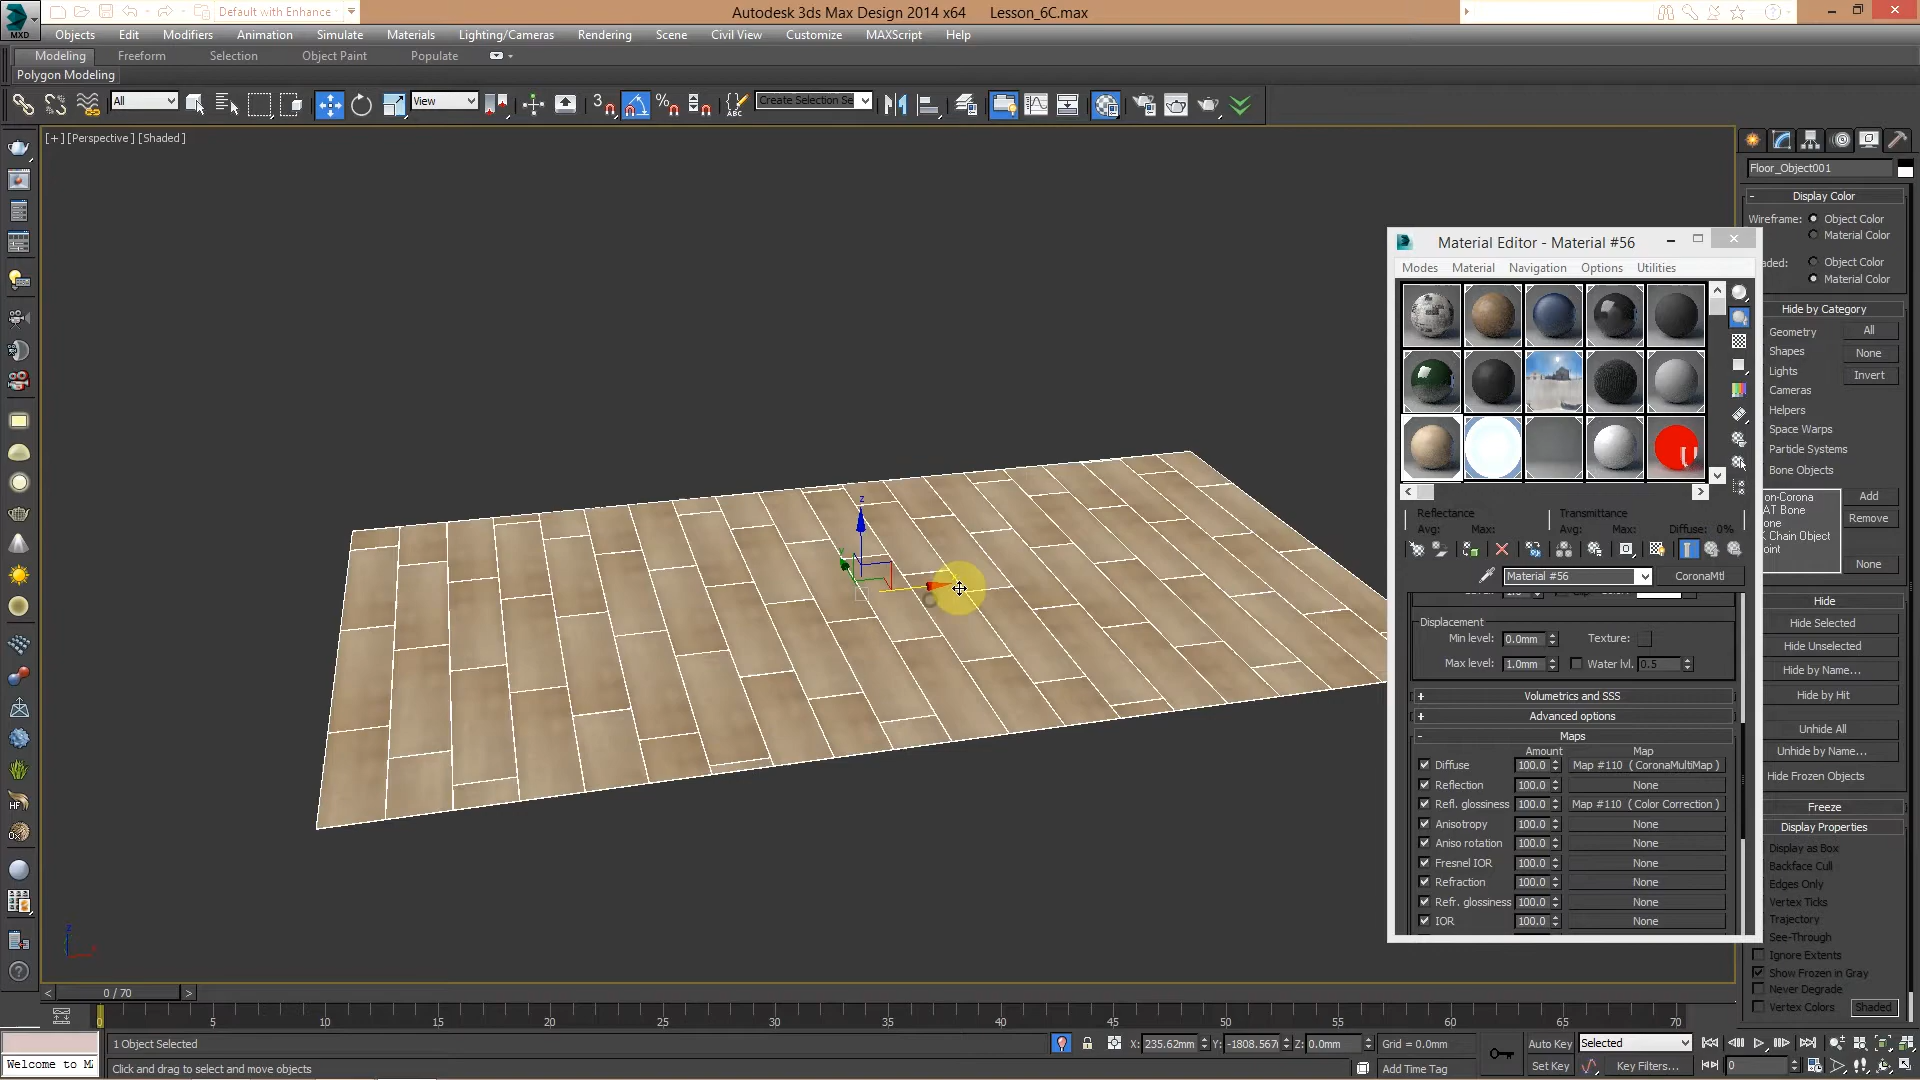 Default with Enhance
Autodesk 3ds Max Design 2014 x64 Lesson_6C.max
MXD
Objects Edit Modifiers Animation Simulate Materials Lighting/Cameras Rendering Scene Civil View Customize MAXScript Help
Modeling Freeform Selection Object Paint Populate
Polygon Modeling
All View Create Selection Se
[+] [Perspective] [Shaded]
Floor_Object001
Display Color
Wireframe: Object Color
Material Color
aded: Object Color
Material Color
Hide by Category
Geometry All
Shapes None
Lights Invert
Cameras
Helpers
Space Warps
Particle Systems
Bone Objects
on-Corona Add
AT Bone
one Remove
K Chain Object
oint None
Hide
Hide Selected
Hide Unselected
Hide by Name...
Hide by Hit
Unhide All
Unhide by Name...
Hide Frozen Objects
Freeze
Display Properties
Display as Box
Backface Cull
Edges Only
Vertex Ticks
Trajectory
See-Through
Ignore Extents
Show Frozen in Gray
Never Degrade
Vertex Colors Shaded
Material Editor - Material #56
Modes Material Navigation Options Utilities
Reflectance Transmittance
Avg: Max: Avg: Max: Diffuse: 0%
Material #56 CoronaMtl
Displacement
Min level: 0.0mm Texture:
Max level: 1.0mm Water lvl. 0.5
+ Volumetrics and SSS
+ Advanced options
- Maps
Amount Map
Diffuse 100.0 Map #110 ( CoronaMultiMap )
Reflection 100.0 None
Refl. glossiness 100.0 Map #110 ( Color Correction )
Anisotropy 100.0 None
Aniso rotation 100.0 None
Fresnel IOR 100.0 None
Refraction 100.0 None
Refr. glossiness 100.0 None
IOR 100.0 None
z
HF
< 0 / 70 >
5 10 15 20 25 30 35 40 45 50 55 60 65 70
1 Object Selected X: 235.62mm Y: -1808.567 Z: 0.0mm Grid = 0.0mm Auto Key Selected
Welcome to M Click and drag to select and move objects Add Time Tag Set Key Key Filters... 0